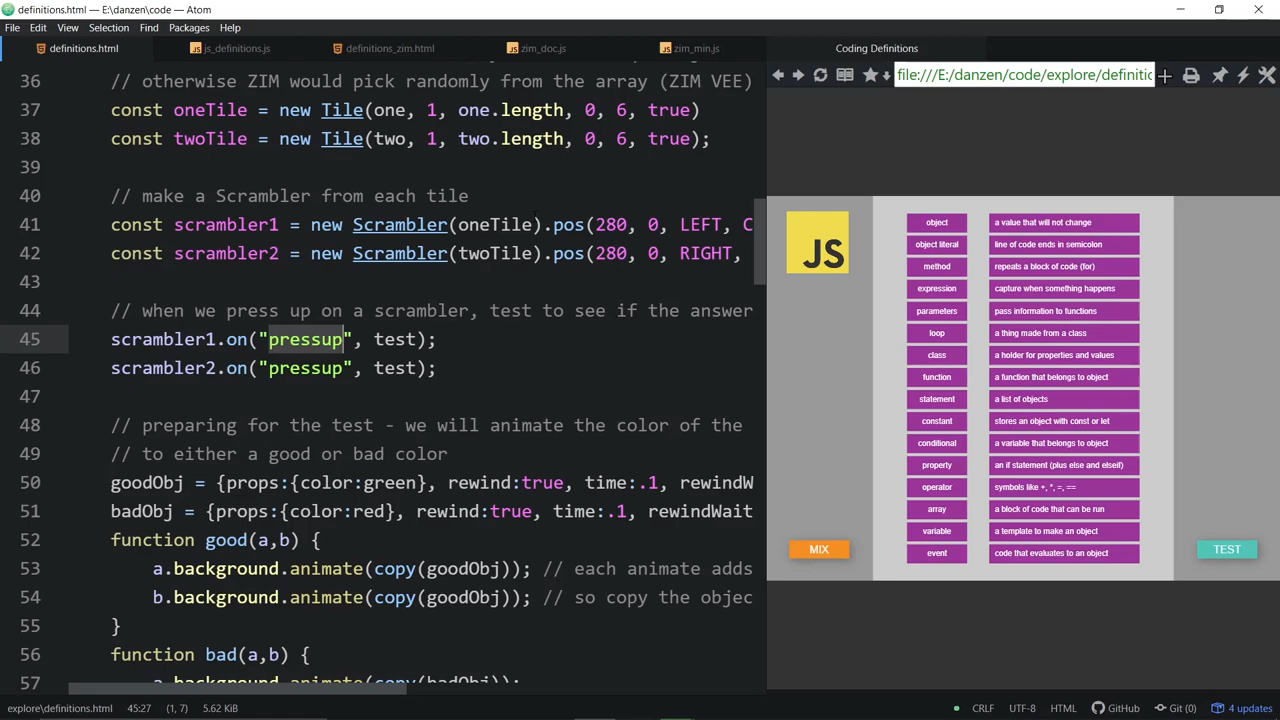 definitions.html — E:\danzen\code — Atom
File Edit View Selection Find Packages Help
definitions.html
js_definitions.js
definitions_zim.html
zim_doc.js
zim_min.js
Coding Definitions
file:///E:/danzen/code/explore/definitic
36 // otherwise ZIM would pick randomly from the array (ZIM VEE)
37 const oneTile = new Tile(one, 1, one.length, 0, 6, true)
38 const twoTile = new Tile(two, 1, two.length, 0, 6, true);
39
40 // make a Scrambler from each tile
41 const scrambler1 = new Scrambler(oneTile).pos(280, 0, LEFT, C
42 const scrambler2 = new Scrambler(twoTile).pos(280, 0, RIGHT,
43
44 // when we press up on a scrambler, test to see if the answer
45 scrambler1.on("pressup", test);
46 scrambler2.on("pressup", test);
47
48 // preparing for the test - we will animate the color of the
49 // to either a good or bad color
50 goodObj = {props:{color:green}, rewind:true, time:.1, rewindW
51 badObj = {props:{color:red}, rewind:true, time:.1, rewindWait
52 function good(a,b) {
53 a.background.animate(copy(goodObj)); // each animate adds
54 b.background.animate(copy(goodObj)); // so copy the objec
55 }
56 function bad(a,b) {
57 a.background.animate(copy(badObj));
JS
object a value that will not change
object literal line of code ends in semicolon
method repeats a block of code (for)
expression capture when something happens
parameters pass information to functions
loop a thing made from a class
class a holder for properties and values
function a function that belongs to object
statement a list of objects
constant stores an object with const or let
conditional a variable that belongs to object
property an if statement (plus else and elseif)
operator symbols like +, *, =, ==
array a block of code that can be run
variable a template to make an object
event code that evaluates to an object
MIX
TEST
explore\definitions.html 45:27 (1, 7) 5.62 KiB
CRLF UTF-8 HTML GitHub Git (0) 4 updates